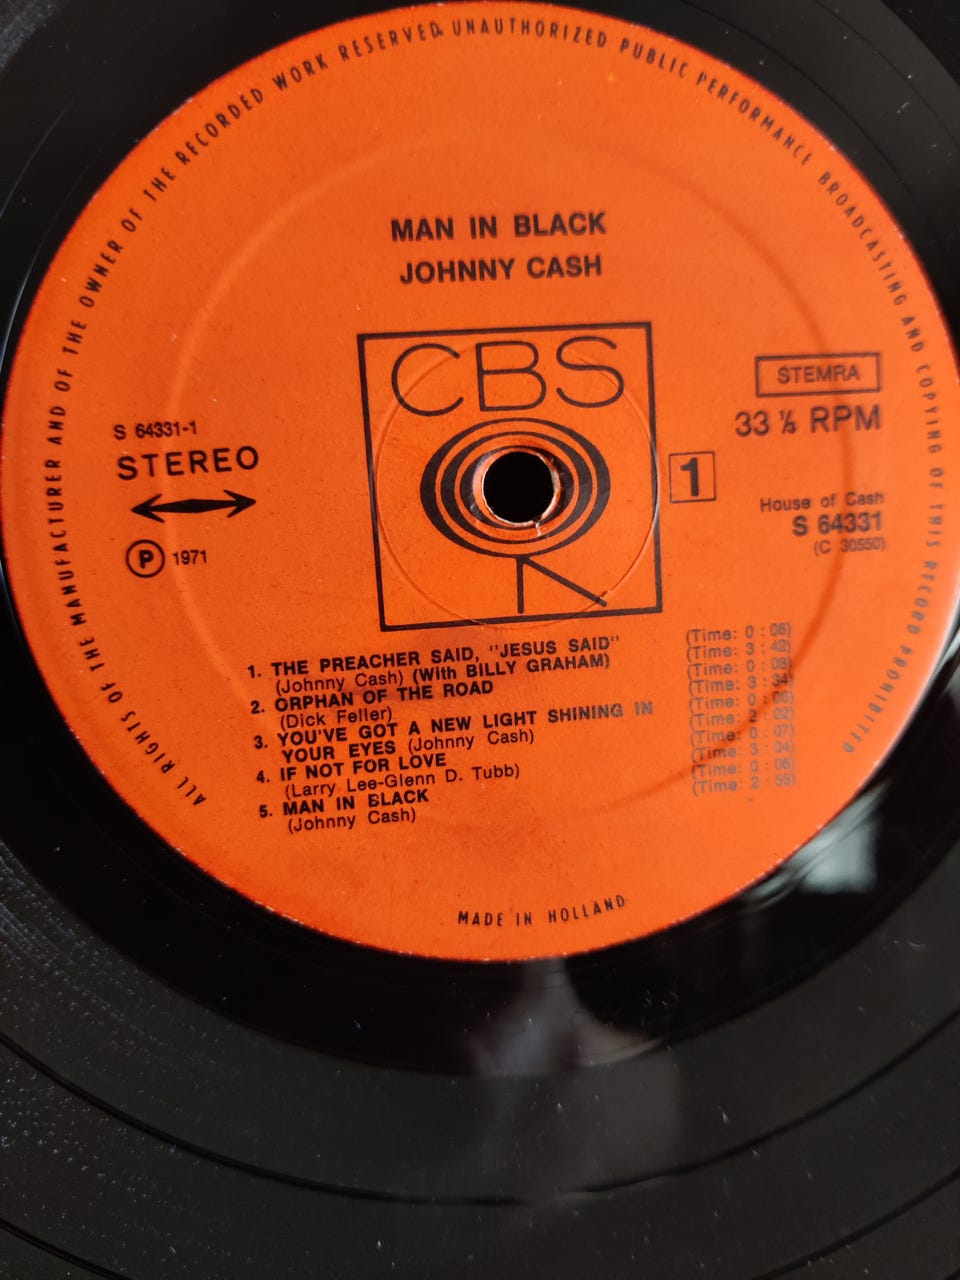 ALL RIGHTS OF THE MANUFACTURER AND OF THE OWNER OF THE RECORDED WORK RESERVED. UNAUTHORIZED PUBLIC PERFORMANCE BROADCASTING AND COPYING OF THIS RECORD PROHIBITED
MAN IN BLACK
JOHNNY CASH
CBS
STEMRA
33 ⅓ RPM
S 64331-1
STEREO
1
House of Cash
S 64331
(C 30550)
Ⓟ 1971
1. THE PREACHER SAID, "JESUS SAID" (Time: 0 : 06)
(Johnny Cash) (With BILLY GRAHAM) (Time: 3 : 42)
2. ORPHAN OF THE ROAD (Time: 0 : 08)
(Dick Feller) (Time: 3 : 34)
3. YOU'VE GOT A NEW LIGHT SHINING IN (Time: 0 : 06)
YOUR EYES (Johnny Cash) (Time: 2 : 02)
4. IF NOT FOR LOVE (Time: 0 : 07)
(Larry Lee-Glenn D. Tubb) (Time: 3 : 04)
5. MAN IN BLACK (Time: 0 : 06)
(Johnny Cash) (Time: 2 : 55)
MADE IN HOLLAND